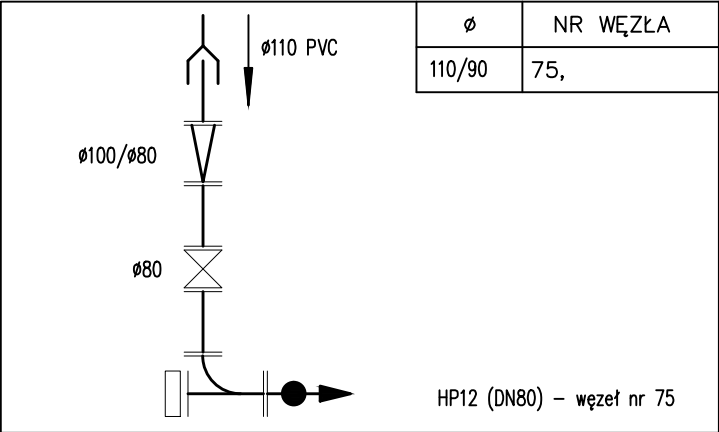 ø NR WĘZŁA
110/90 75,
ø110 PVC
ø100/ø80
ø80
HP12 (DN80) – węzeł nr 75